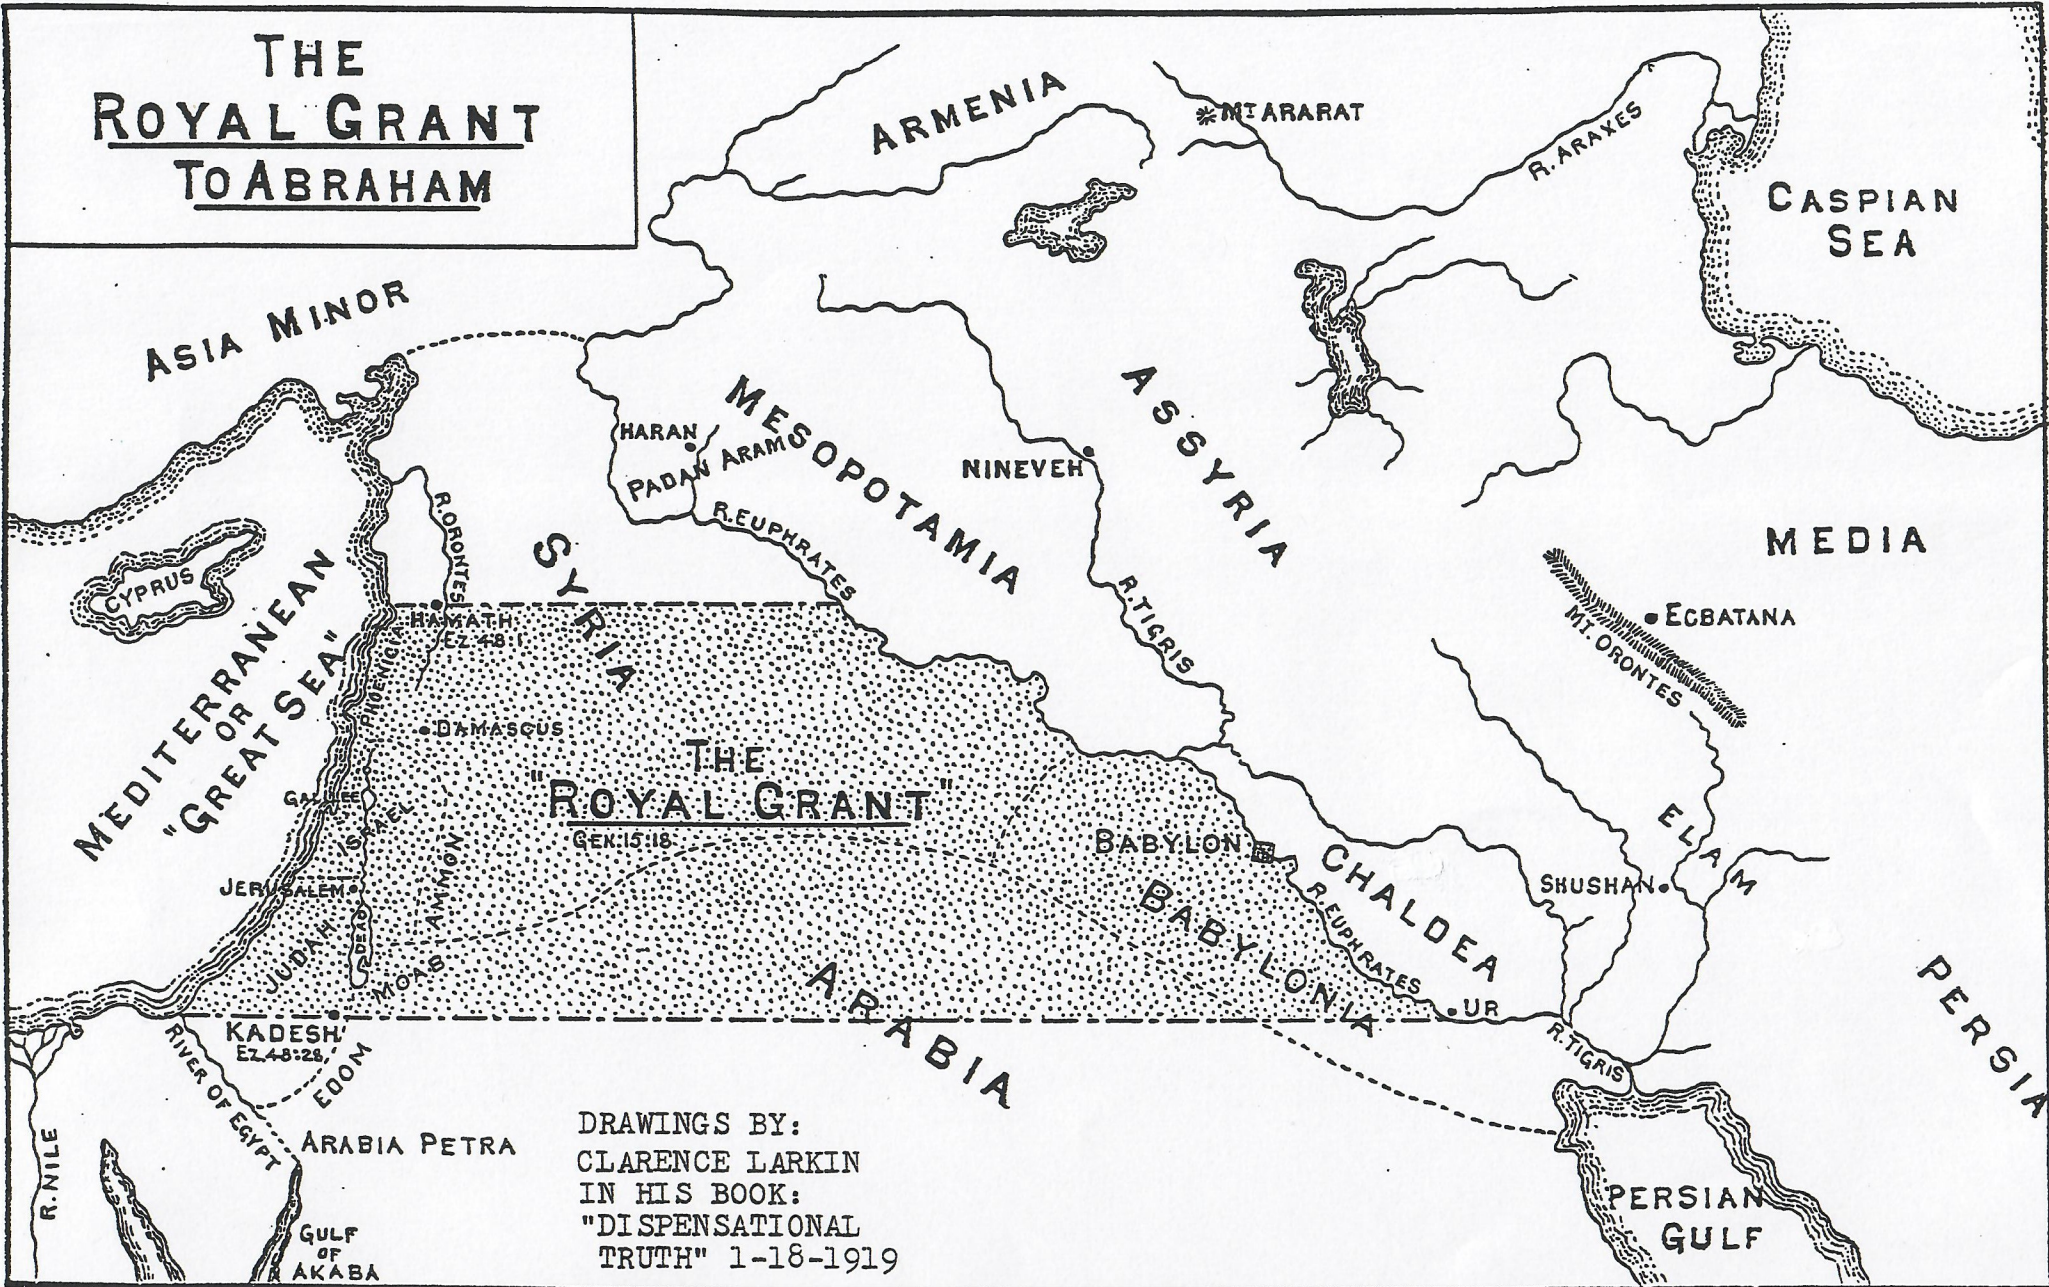 THE
ROYAL GRANT
TO ABRAHAM
ARMENIA
MT ARARAT
R. ARAXES
CASPIAN
SEA
ASIA MINOR
MESOPOTAMIA
ASSYRIA
HARAN
PADAN ARAM
NINEVEH
R. ORONTES
R. EUPHRATES
SYRIA
MEDIA
CYPRUS
R. TIGRIS
ECBATANA
MT. ORONTES
HAMATH
EZ. 48:1
MEDITERRANEAN
OR
"GREAT SEA"
PHOENICIA
DAMASCUS
THE
"ROYAL GRANT"
GEN. 15:18
GALILEE
ISRAEL
AMMON
BABYLON
CHALDEA
ELAM
SHUSHAN
JERUSALEM
DEAD
JUDAH
MOAB
BABYLONIA
R. EUPHRATES
UR
ARABIA
PERSIA
KADESH
EZ. 48:28
EDOM
RIVER OF EGYPT
R. TIGRIS
ARABIA PETRA
R. NILE
GULF
OF
AKABA
DRAWINGS BY:
CLARENCE LARKIN
IN HIS BOOK:
"DISPENSATIONAL
TRUTH" 1-18-1919
PERSIAN
GULF